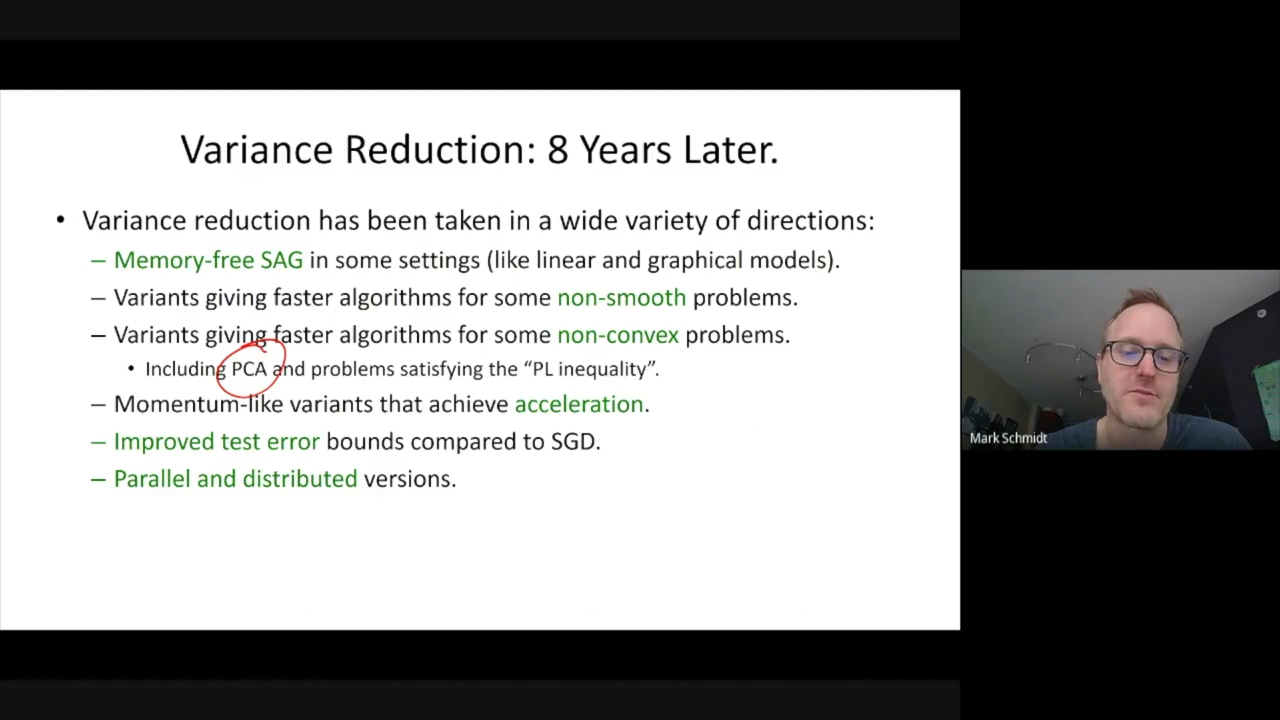 Variance Reduction: 8 Years Later.
• Variance reduction has been taken in a wide variety of directions:
– Memory-free SAG in some settings (like linear and graphical models).
– Variants giving faster algorithms for some non-smooth problems.
– Variants giving faster algorithms for some non-convex problems.
• Including PCA and problems satisfying the “PL inequality”.
– Momentum-like variants that achieve acceleration.
– Improved test error bounds compared to SGD.
– Parallel and distributed versions.
Mark Schmidt